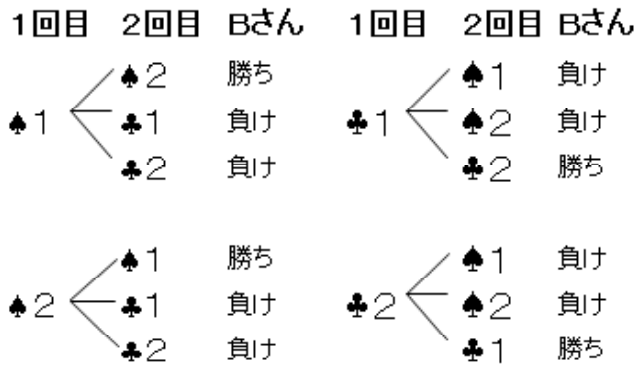 1回目 2回目 Bさん 1回目 2回目 Bさん
♠2 勝ち ♠1 負け
♠1 ♣1 負け ♣1 ♠2 負け
♣2 負け ♣2 勝ち
♠1 勝ち ♠1 負け
♠2 ♣1 負け ♣2 ♠2 負け
♣2 負け ♣1 勝ち